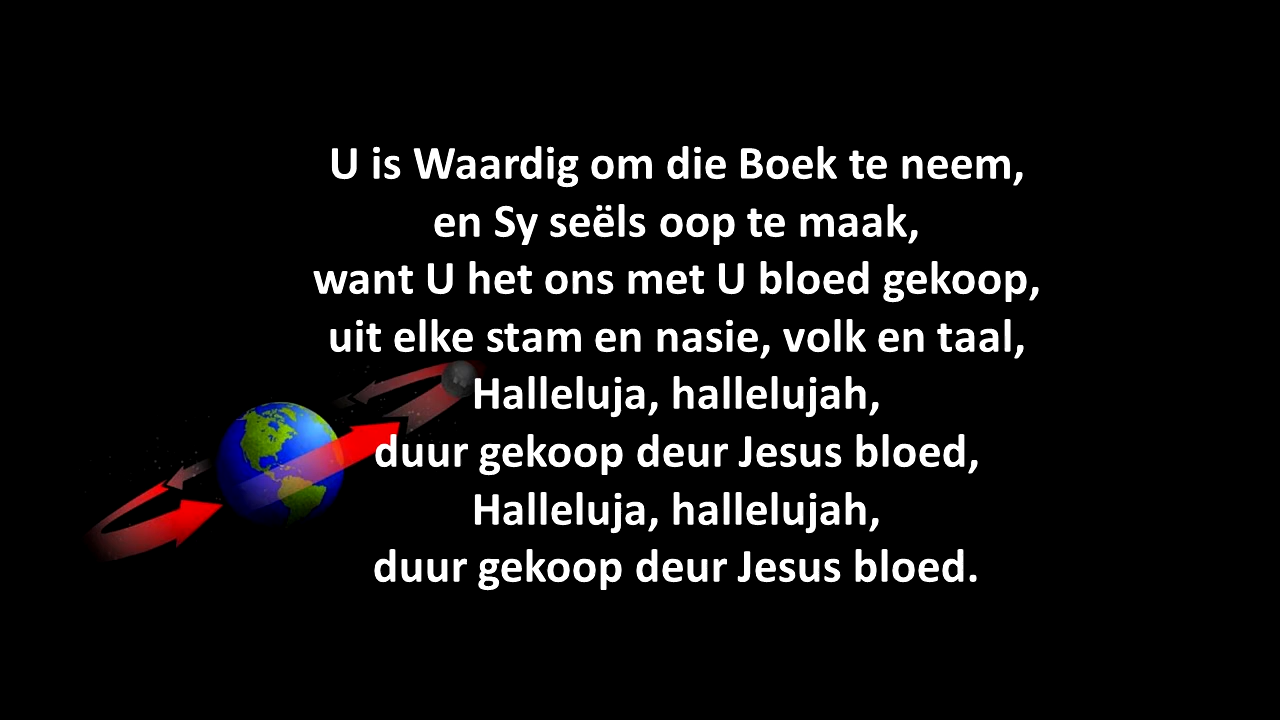 U is Waardig om die Boek te neem,
en Sy seëls oop te maak,
want U het ons met U bloed gekoop,
uit elke stam en nasie, volk en taal,
Halleluja, hallelujah,
duur gekoop deur Jesus bloed,
Halleluja, hallelujah,
duur gekoop deur Jesus bloed.